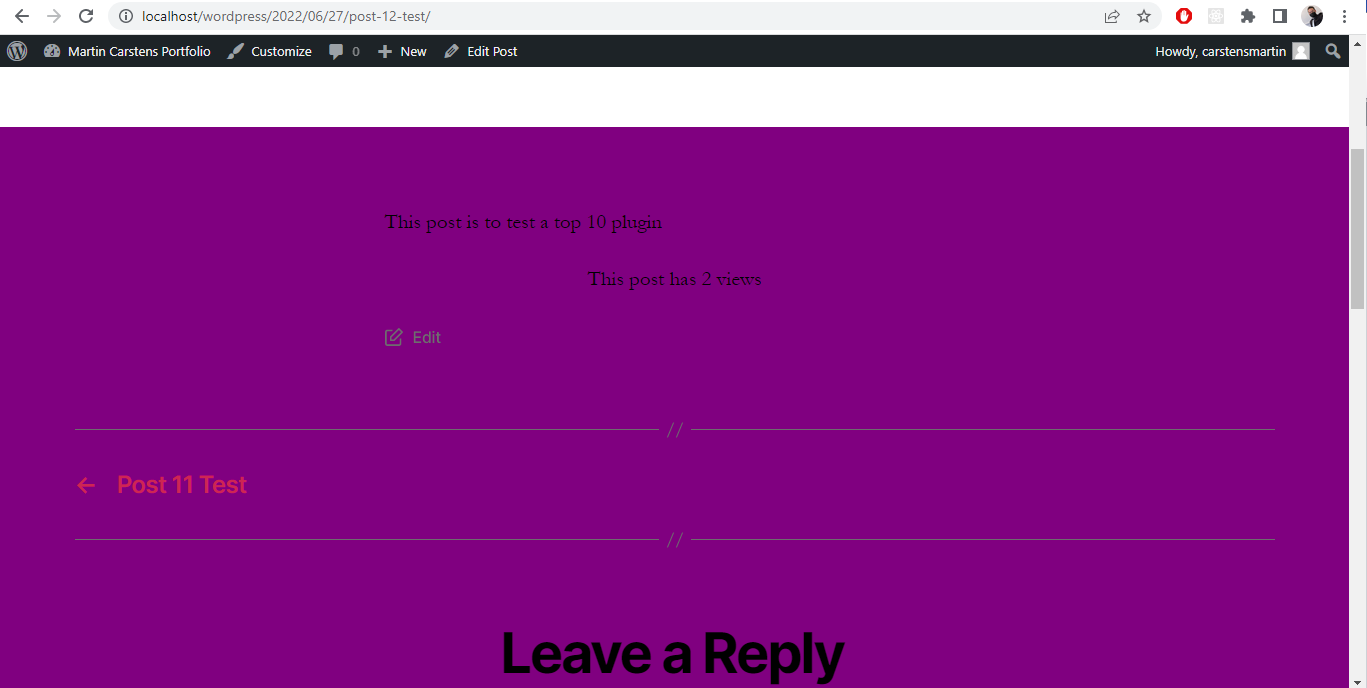 localhost/wordpress/2022/06/27/post-12-test/
Martin Carstens Portfolio Customize 0 New Edit Post Howdy, carstensmartin
This post is to test a top 10 plugin
This post has 2 views
Edit
//
← Post 11 Test
//
Leave a Reply